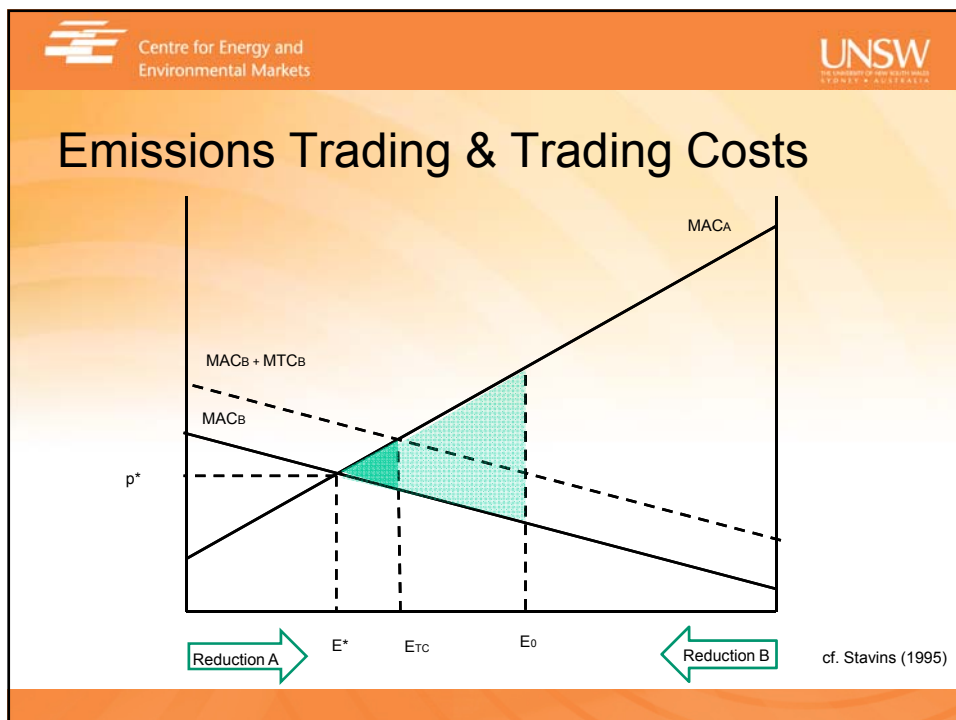 Centre for Energy and
Environmental Markets
UNSW
THE UNIVERSITY OF NEW SOUTH WALES
SYDNEY • AUSTRALIA
Emissions Trading & Trading Costs
MACA
MACB + MTCB
MACB
p*
E*
ETC
E0
Reduction A
Reduction B
cf. Stavins (1995)